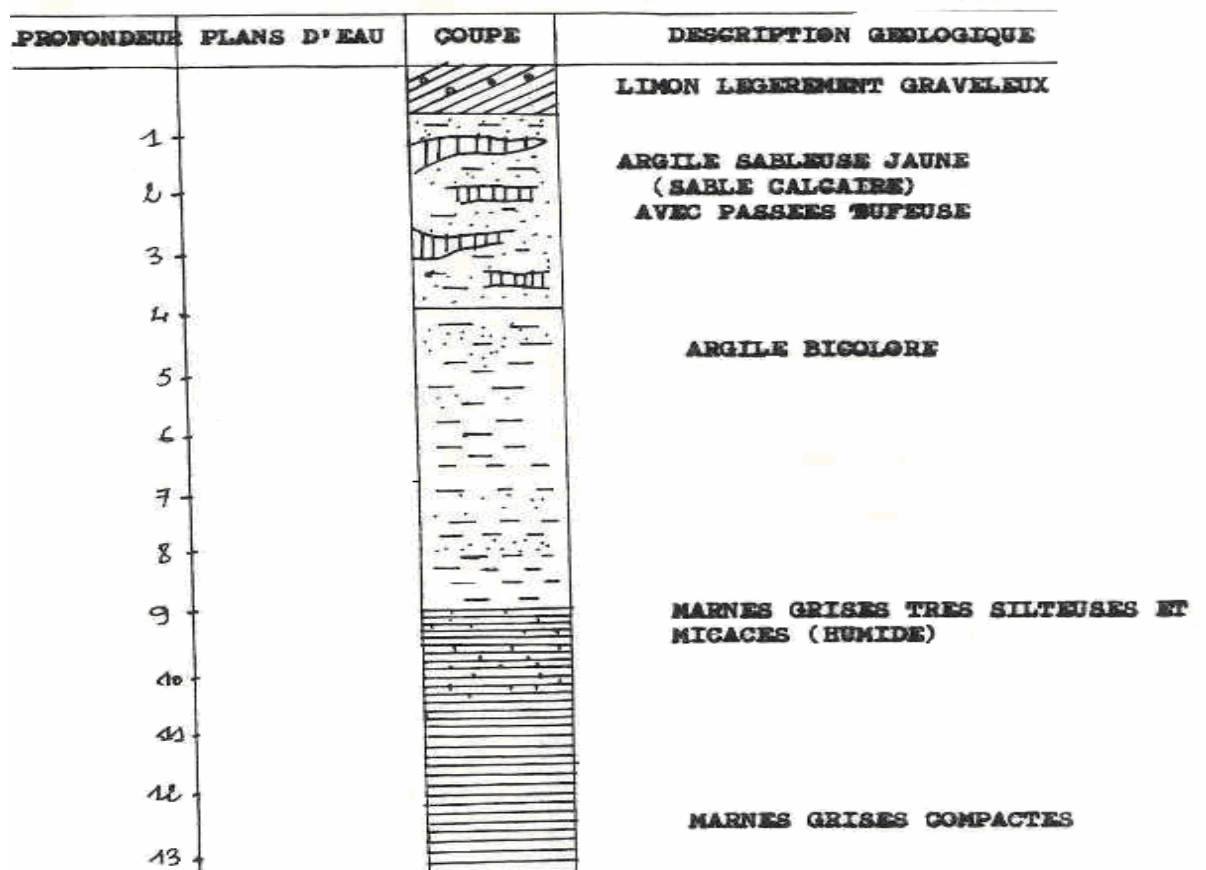 PROFONDEUR PLANS D'EAU COUPE DESCRIPTION GEOLOGIQUE
LIMON LEGEREMENT GRAVELEUX
1
ARGILE SABLEUSE JAUNE
(SABLE CALCAIRE)
2
AVEC PASSEES TUFEUSE
3
4
ARGILE BICOLORE
5
6
7
8
9
MARNES GRISES TRES SILTEUSES ET
MICACES (HUMIDE)
10
11
12
MARNES GRISES COMPACTES
13